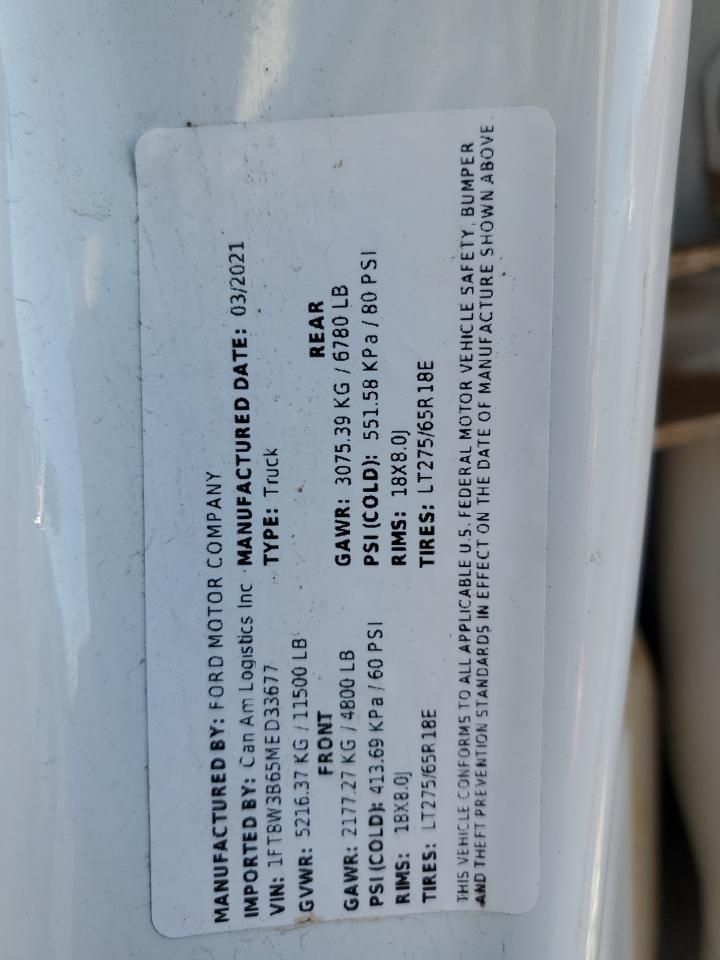 MANUFACTURED BY: FORD MOTOR COMPANY
IMPORTED BY: Can Am Logistics Inc MANUFACTURED DATE: 03/2021
VIN: 1FT8W3B65MED33677 TYPE: Truck
GVWR: 5216.37 KG / 11500 LB
FRONT REAR
GAWR: 2177.27 KG / 4800 LB GAWR: 3075.39 KG / 6780 LB
PSI (COLD): 413.69 KPa / 60 PSI PSI (COLD): 551.58 KPa / 80 PSI
RIMS: 18X8.0J RIMS: 18X8.0J
TIRES: LT275/65R18E TIRES: LT275/65R18E
THIS VEHICLE CONFORMS TO ALL APPLICABLE U.S. FEDERAL MOTOR VEHICLE SAFETY, BUMPER
AND THEFT PREVENTION STANDARDS IN EFFECT ON THE DATE OF MANUFACTURE SHOWN ABOVE